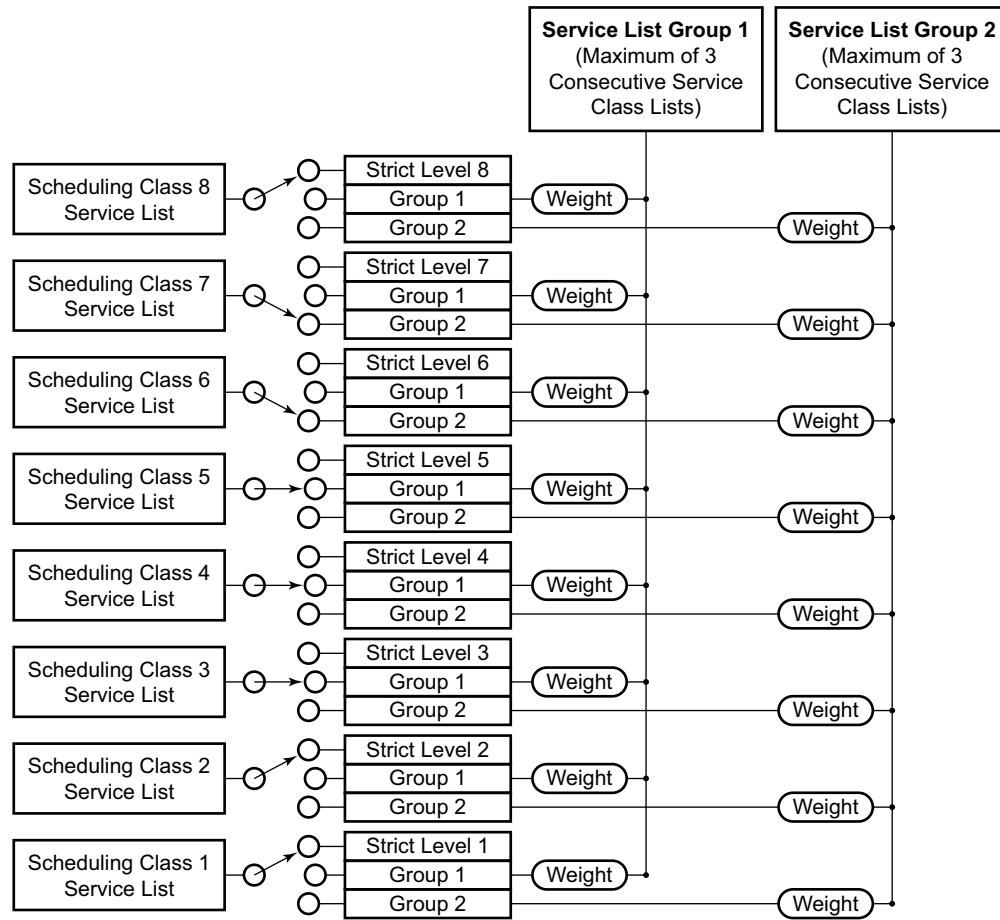 Service List Group 1
(Maximum of 3
Consecutive Service
Class Lists)
Service List Group 2
(Maximum of 3
Consecutive Service
Class Lists)
Scheduling Class 8
Service List
Strict Level 8
Group 1
Weight
Group 2
Weight
Scheduling Class 7
Service List
Strict Level 7
Group 1
Weight
Group 2
Weight
Scheduling Class 6
Service List
Strict Level 6
Group 1
Weight
Group 2
Weight
Scheduling Class 5
Service List
Strict Level 5
Group 1
Weight
Group 2
Weight
Scheduling Class 4
Service List
Strict Level 4
Group 1
Weight
Group 2
Weight
Scheduling Class 3
Service List
Strict Level 3
Group 1
Weight
Group 2
Weight
Scheduling Class 2
Service List
Strict Level 2
Group 1
Weight
Group 2
Weight
Scheduling Class 1
Service List
Strict Level 1
Group 1
Weight
Group 2
Weight